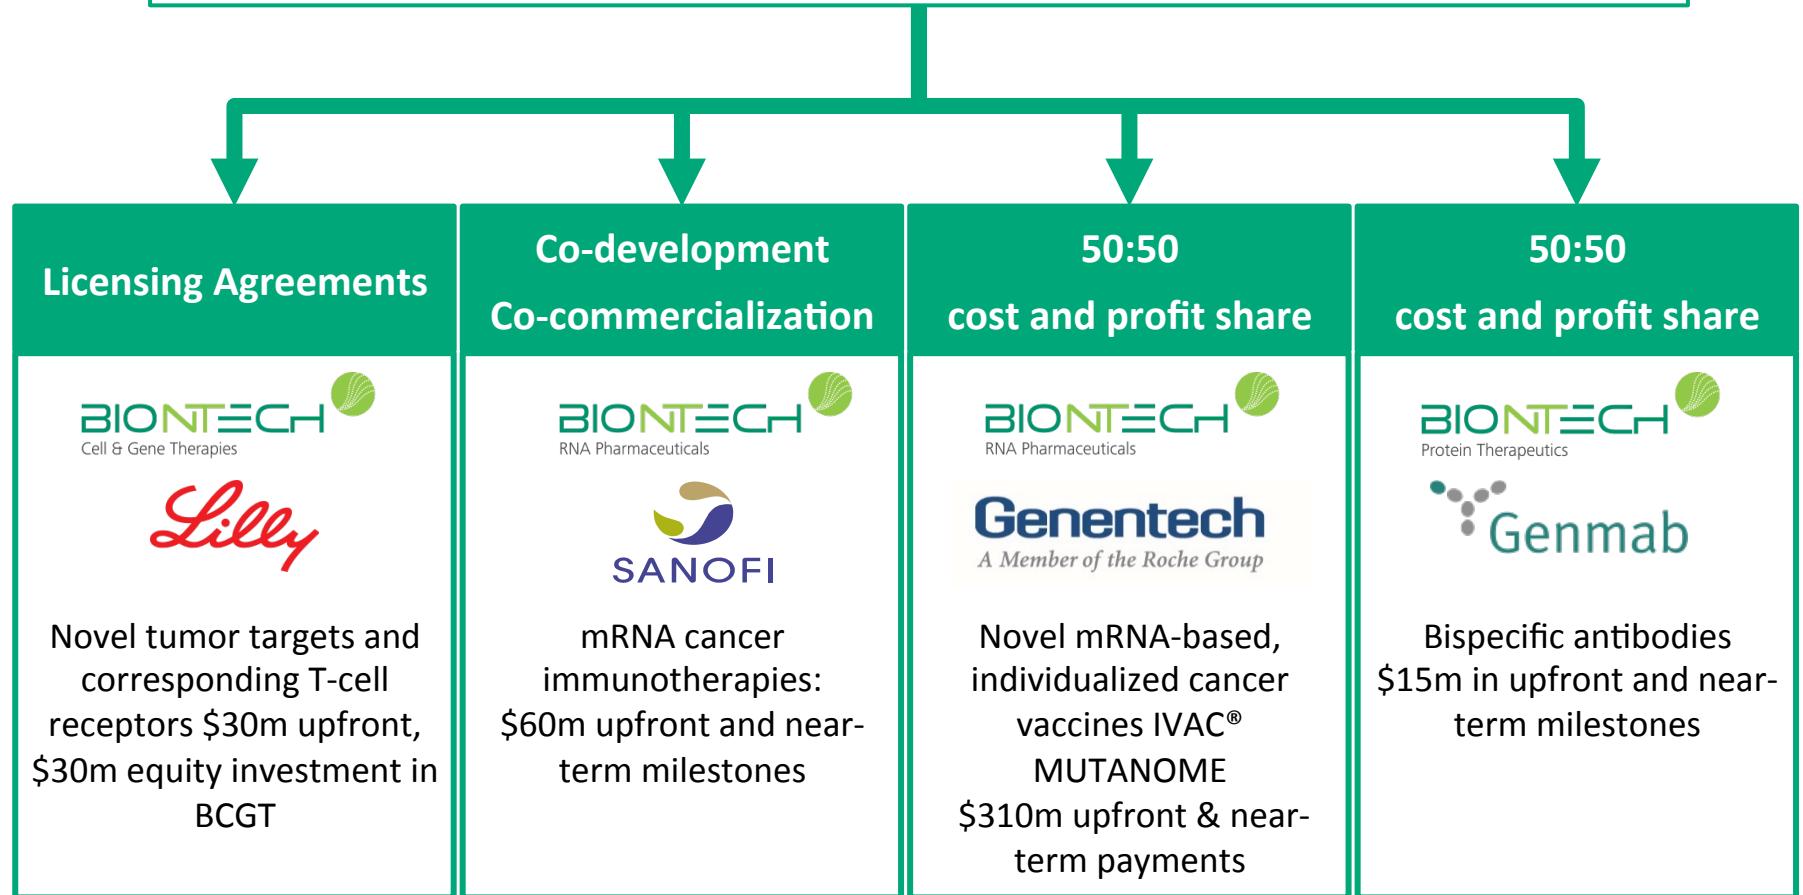 Licensing Agreements
BIONTECH
Cell & Gene Therapies
Lilly
Novel tumor targets and
corresponding T-cell
receptors $30m upfront,
$30m equity investment in
BCGT
Co-development
Co-commercialization
BIONTECH
RNA Pharmaceuticals
SANOFI
mRNA cancer
immunotherapies:
$60m upfront and near-
term milestones
50:50
cost and profit share
BIONTECH
RNA Pharmaceuticals
Genentech
A Member of the Roche Group
Novel mRNA-based,
individualized cancer
vaccines IVAC®
MUTANOME
$310m upfront & near-
term payments
50:50
cost and profit share
BIONTECH
Protein Therapeutics
Genmab
Bispecific antibodies
$15m in upfront and near-
term milestones